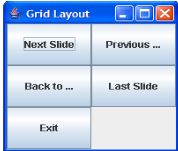 Grid Layout
Next Slide
Previous ...
Back to ...
Last Slide
Exit